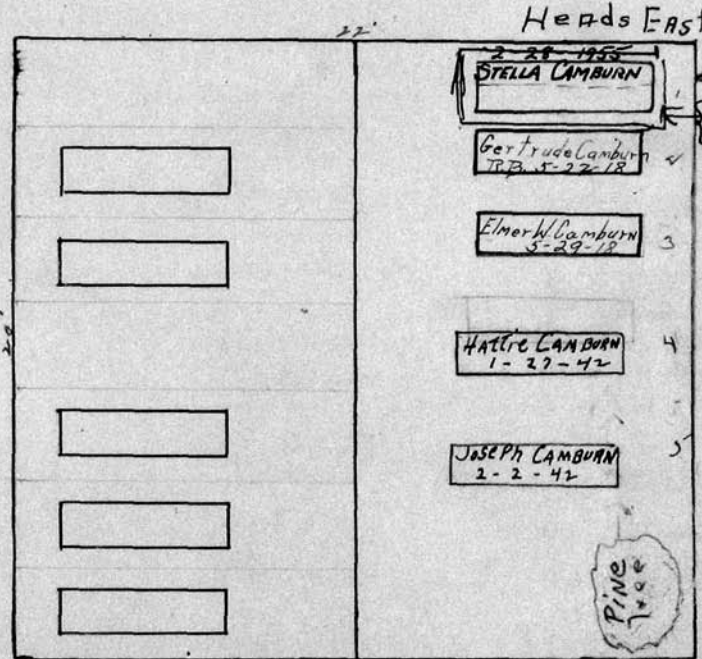 Heads East
22'
2-28-1955
STELLA CAMBURN
1
Gertrude Camburn
R.B. 5-22-18
2
Elmer W. Camburn
5-29-18
3
20'
Hattie CAMBURN
1-27-42
4
Joseph CAMBURN
2-2-42
5
Pine
Tree